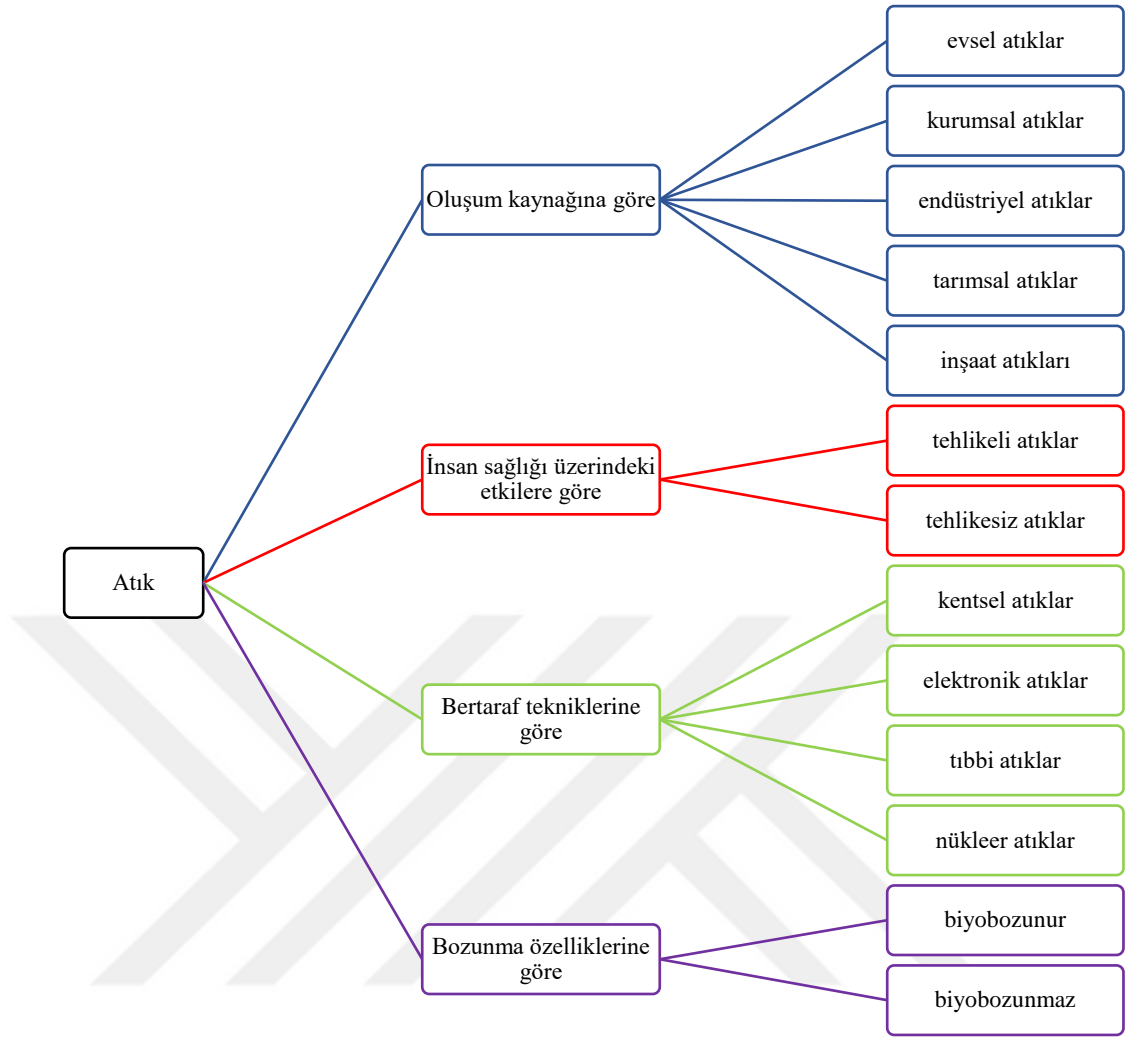 evsel atıklar
kurumsal atıklar
Oluşum kaynağına göre
endüstriyel atıklar
tarımsal atıklar
inşaat atıkları
tehlikeli atıklar
İnsan sağlığı üzerindeki
etkilere göre
tehlikesiz atıklar
Atık
kentsel atıklar
elektronik atıklar
Bertaraf tekniklerine
göre
tıbbi atıklar
nükleer atıklar
biyobozunur
Bozunma özelliklerine
göre
biyobozunmaz